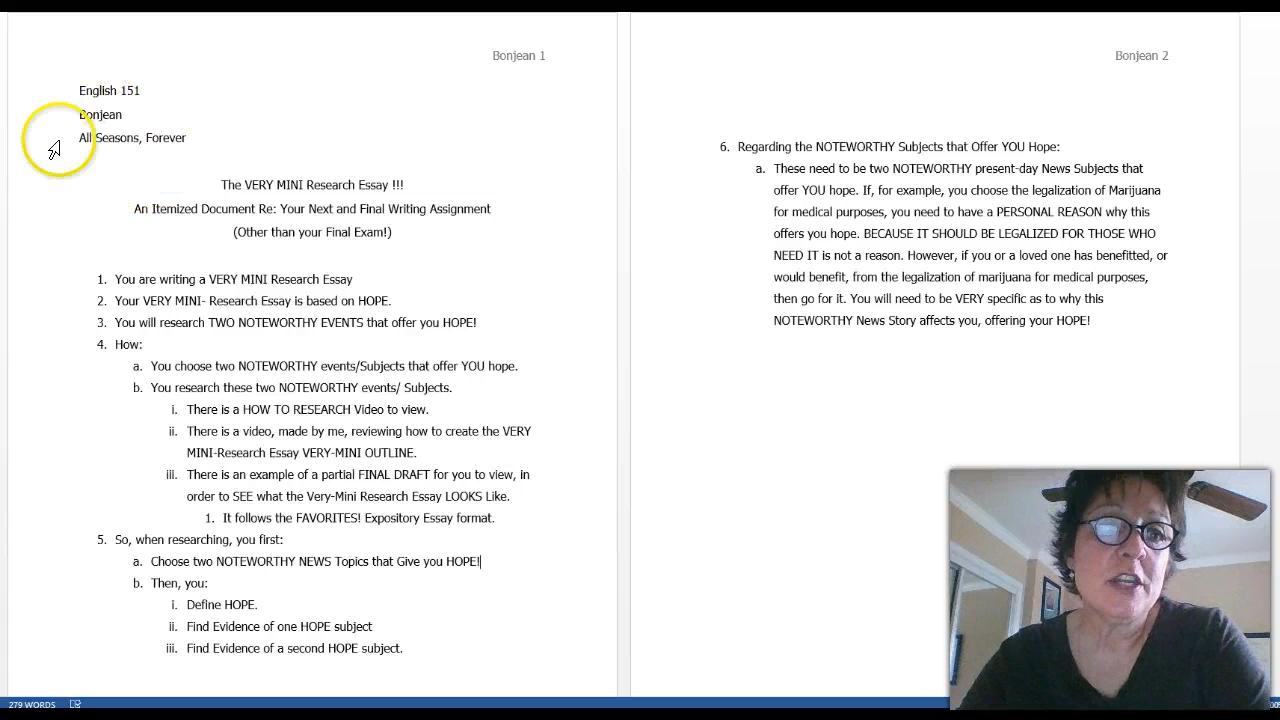 Bonjean 1
English 151
Bonjean
All Seasons, Forever
The VERY MINI Research Essay !!!
An Itemized Document Re: Your Next and Final Writing Assignment
(Other than your Final Exam!)
1. You are writing a VERY MINI Research Essay
2. Your VERY MINI- Research Essay is based on HOPE.
3. You will research TWO NOTEWORTHY EVENTS that offer you HOPE!
4. How:
a. You choose two NOTEWORTHY events/Subjects that offer YOU hope.
b. You research these two NOTEWORTHY events/ Subjects.
i. There is a HOW TO RESEARCH Video to view.
ii. There is a video, made by me, reviewing how to create the VERY
MINI-Research Essay VERY-MINI OUTLINE.
iii. There is an example of a partial FINAL DRAFT for you to view, in
order to SEE what the Very-Mini Research Essay LOOKS Like.
1. It follows the FAVORITES! Expository Essay format.
5. So, when researching, you first:
a. Choose two NOTEWORTHY NEWS Topics that Give you HOPE!
b. Then, you:
i. Define HOPE.
ii. Find Evidence of one HOPE subject
iii. Find Evidence of a second HOPE subject.
Bonjean 2
6. Regarding the NOTEWORTHY Subjects that Offer YOU Hope:
a. These need to be two NOTEWORTHY present-day News Subjects that
offer YOU hope. If, for example, you choose the legalization of Marijuana
for medical purposes, you need to have a PERSONAL REASON why this
offers you hope. BECAUSE IT SHOULD BE LEGALIZED FOR THOSE WHO
NEED IT is not a reason. However, if you or a loved one has benefitted, or
would benefit, from the legalization of marijuana for medical purposes,
then go for it. You will need to be VERY specific as to why this
NOTEWORTHY News Story affects you, offering your HOPE!
279 WORDS